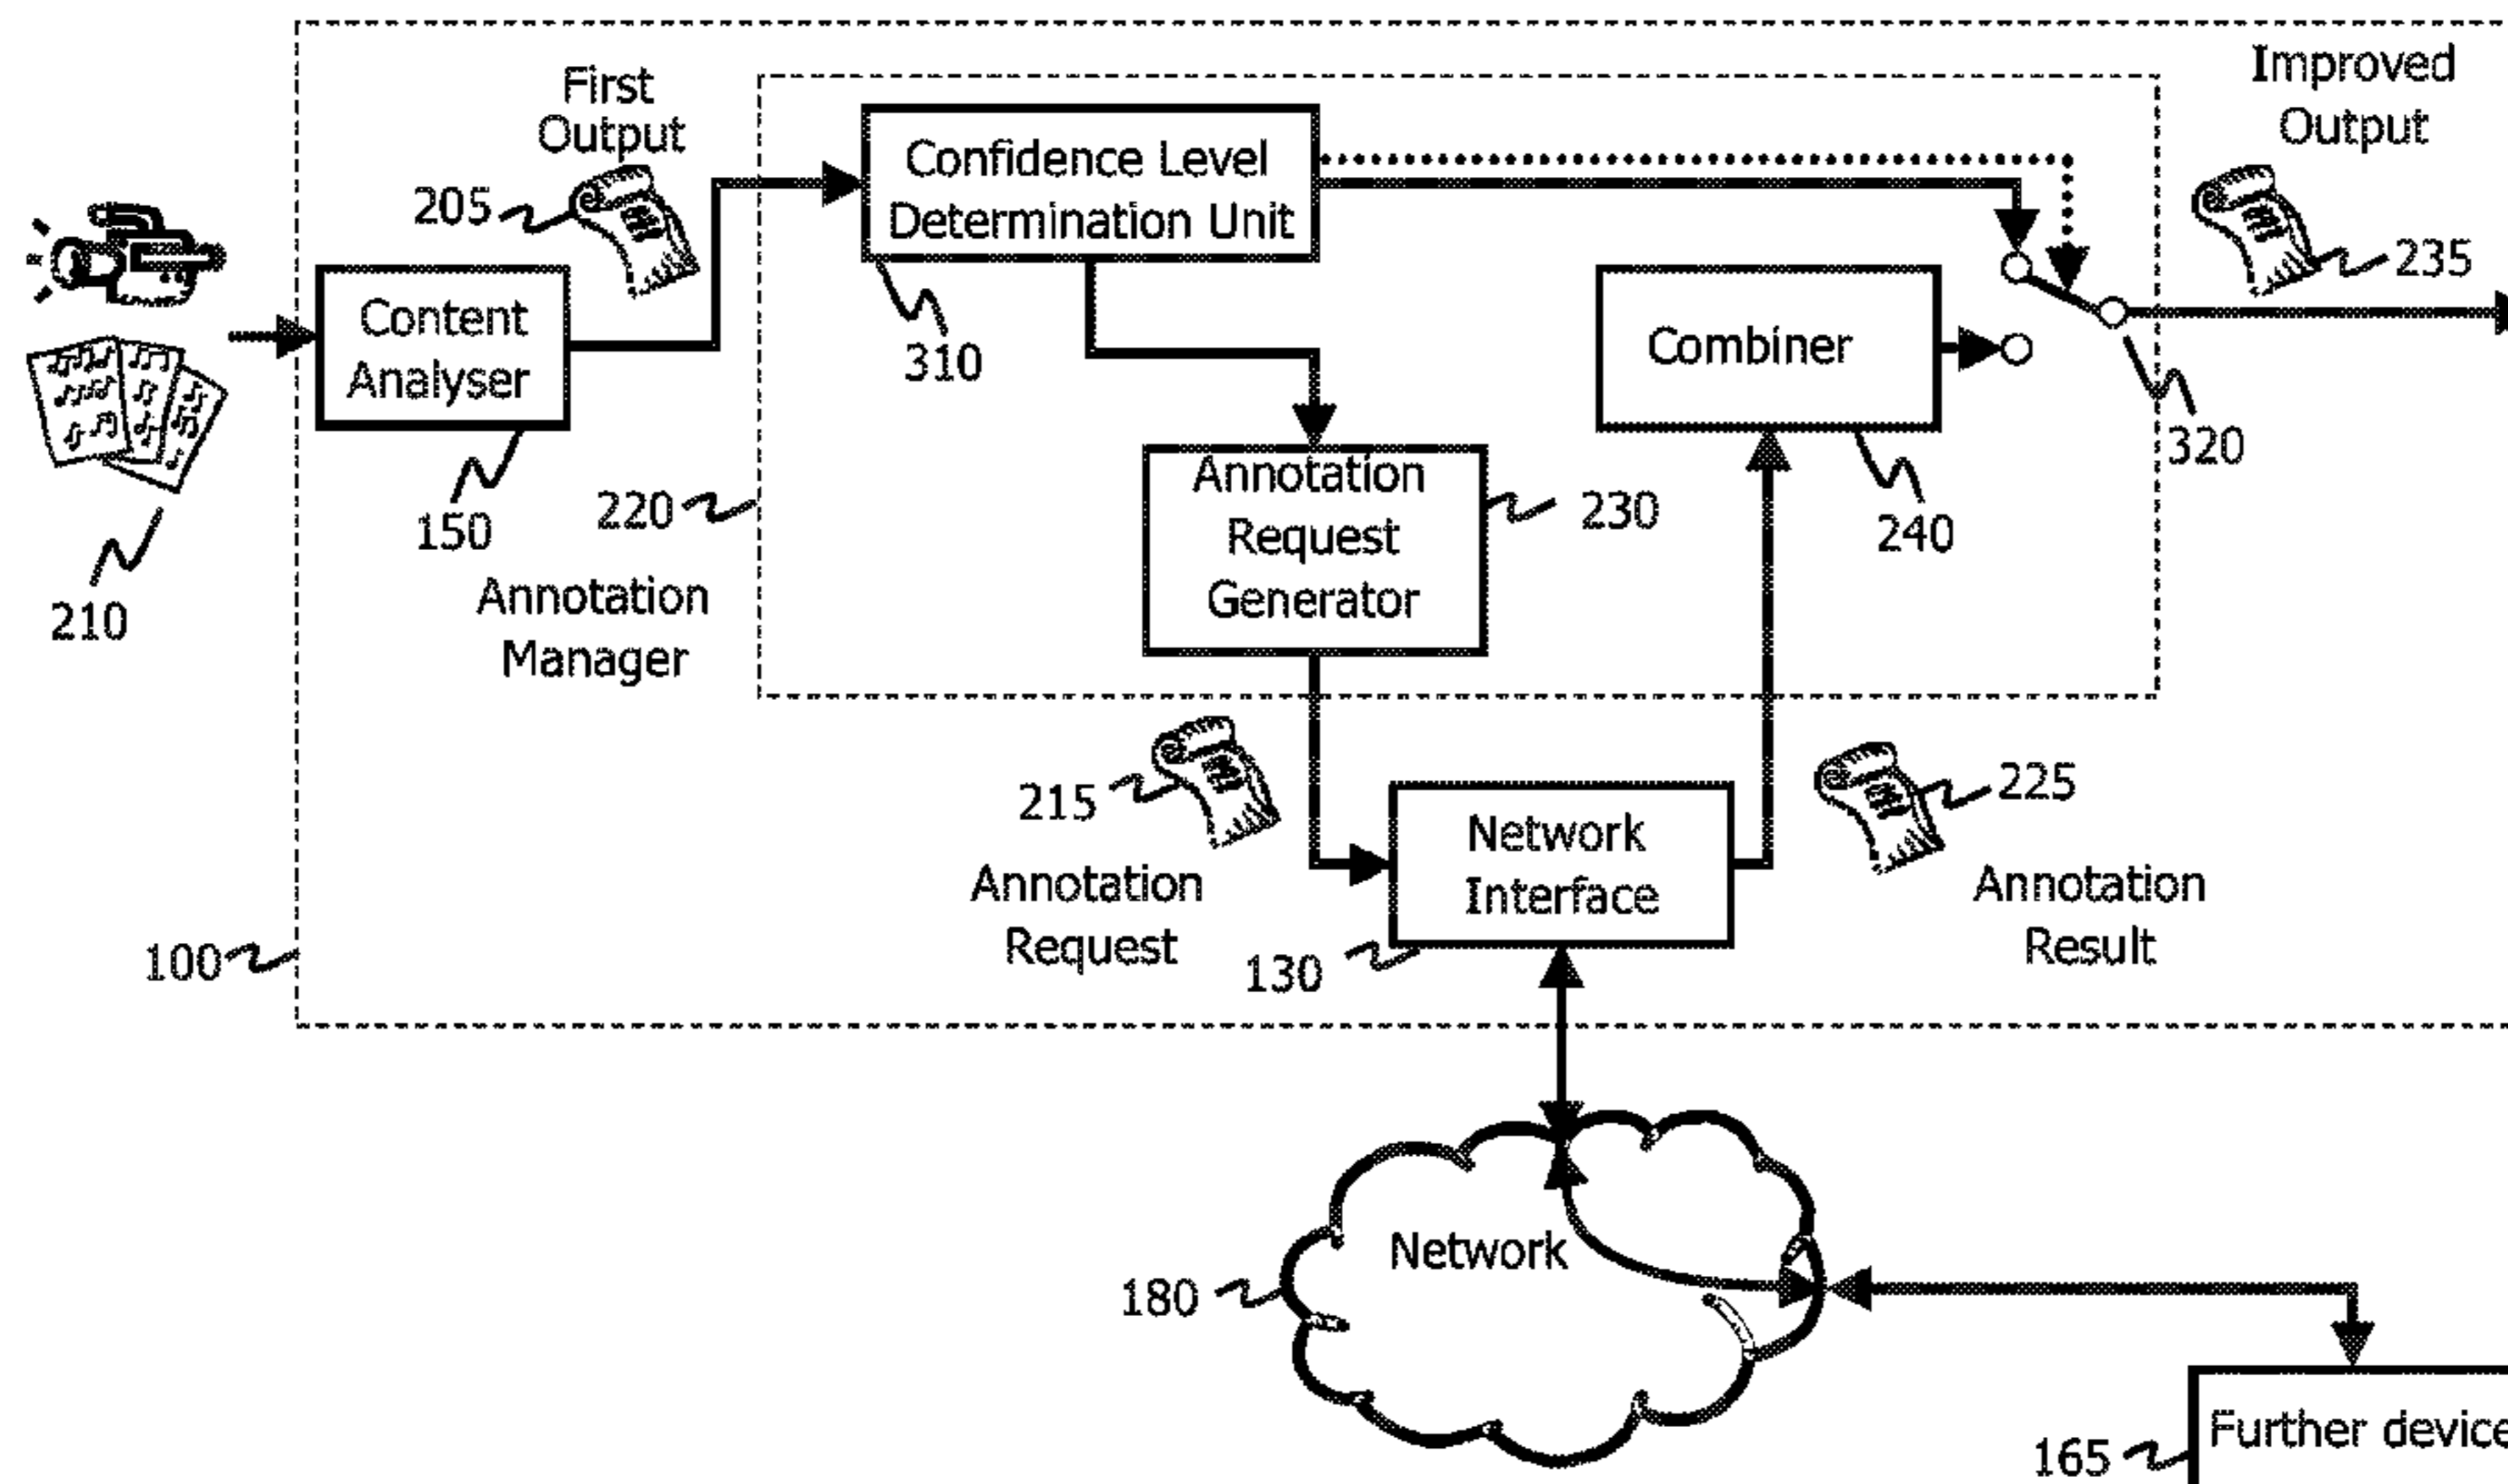 First
Output
205
Improved
Output
235
Confidence Level
Determination Unit
310
Content
Analyser
150
210
Combiner
240
320
220
Annotation
Manager
Annotation
Request
Generator
230
215
Annotation
Request
Network
Interface
130
225
Annotation
Result
100
Network
180
Further device
165